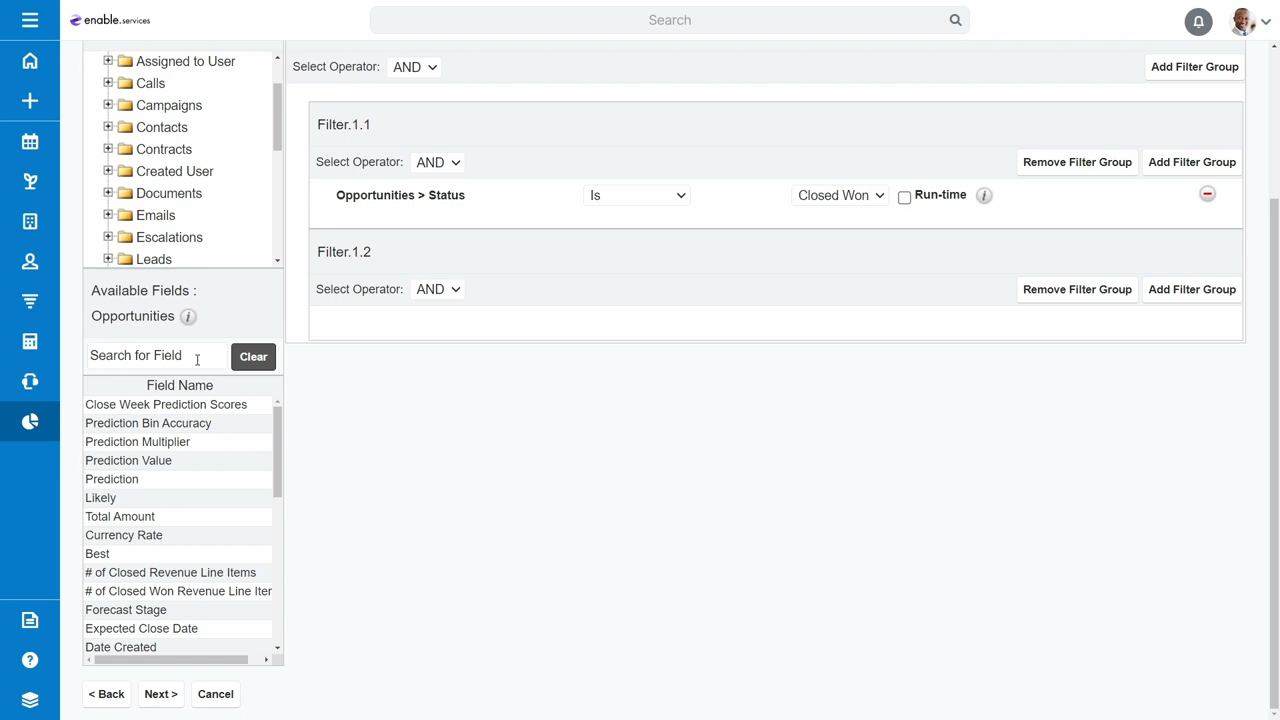 enable.services
Search
Assigned to User
Calls
Campaigns
Contacts
Contracts
Created User
Documents
Emails
Escalations
Leads
Available Fields :
Opportunities
Search for Field
Clear
Field Name
Close Week Prediction Scores
Prediction Bin Accuracy
Prediction Multiplier
Prediction Value
Prediction
Likely
Total Amount
Currency Rate
Best
# of Closed Revenue Line Items
# of Closed Won Revenue Line Iter
Forecast Stage
Expected Close Date
Date Created
< Back
Next >
Cancel
Select Operator: AND
Add Filter Group
Filter.1.1
Select Operator: AND
Remove Filter Group
Add Filter Group
Opportunities > Status
Is
Closed Won
Run-time
Filter.1.2
Select Operator: AND
Remove Filter Group
Add Filter Group